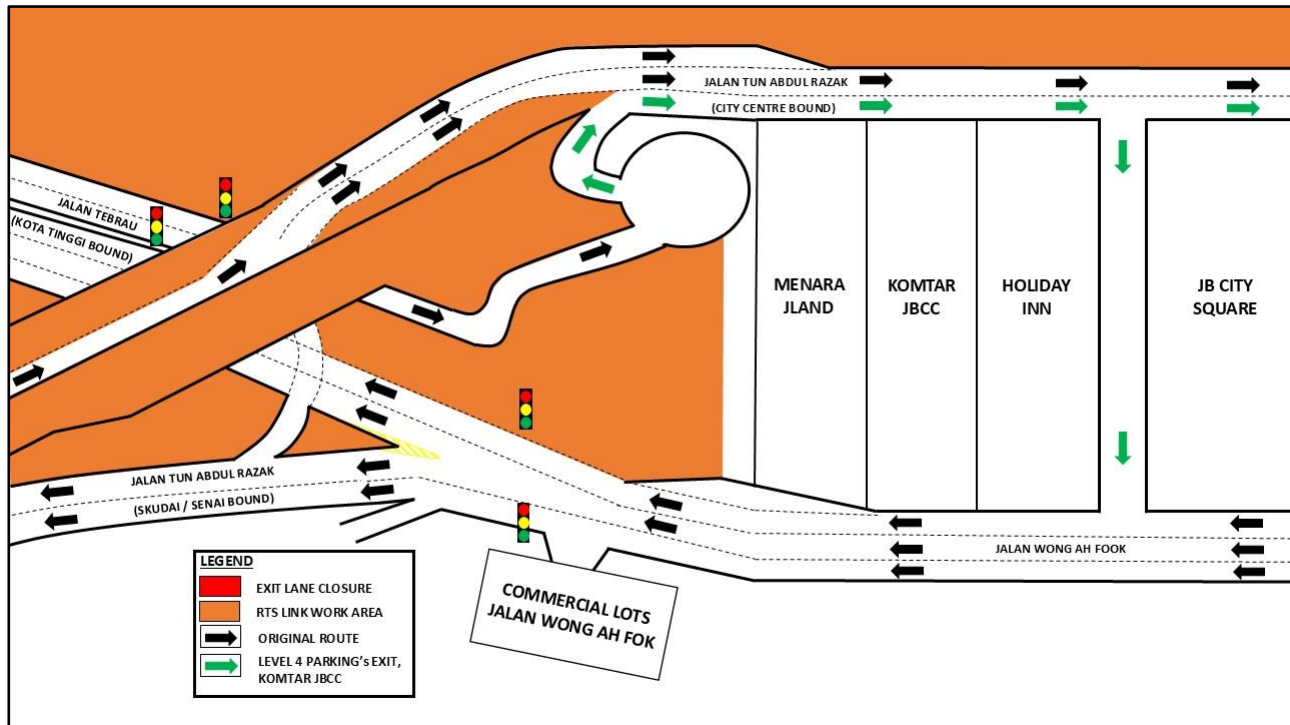 JALAN TUN ABDUL RAZAK
(CITY CENTRE BOUND)
JALAN TEBRAU
(KOTA TINGGI BOUND)
MENARA
JLAND
KOMTAR
JBCC
HOLIDAY
INN
JB CITY
SQUARE
JALAN TUN ABDUL RAZAK
(SKUDAI / SENAI BOUND)
JALAN WONG AH FOOK
COMMERCIAL LOTS
JALAN WONG AH FOK
LEGEND
EXIT LANE CLOSURE
RTS LINK WORK AREA
ORIGINAL ROUTE
LEVEL 4 PARKING's EXIT,
KOMTAR JBCC